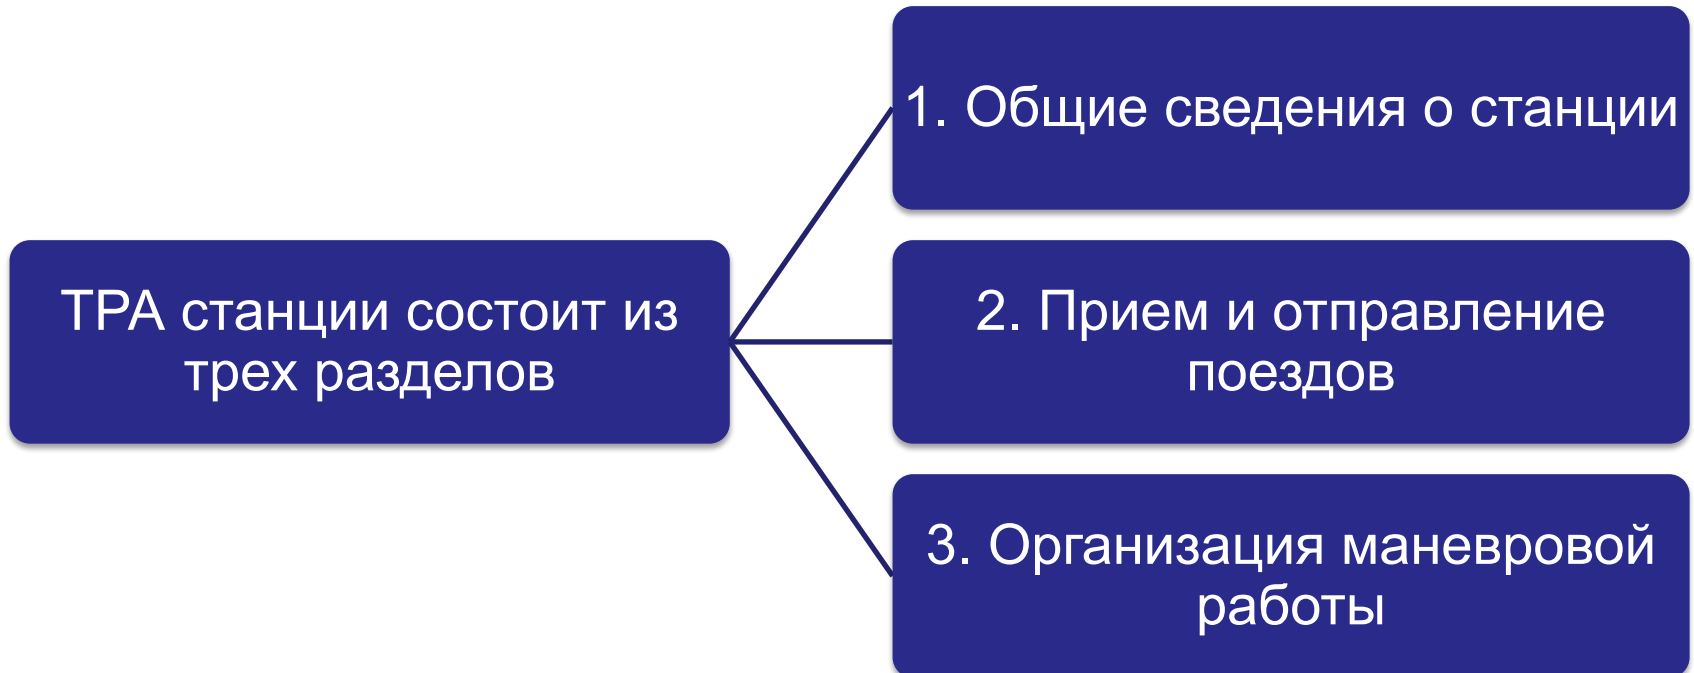 ТРА станции состоит из
трех разделов
1. Общие сведения о станции
2. Прием и отправление
поездов
3. Организация маневровой
работы